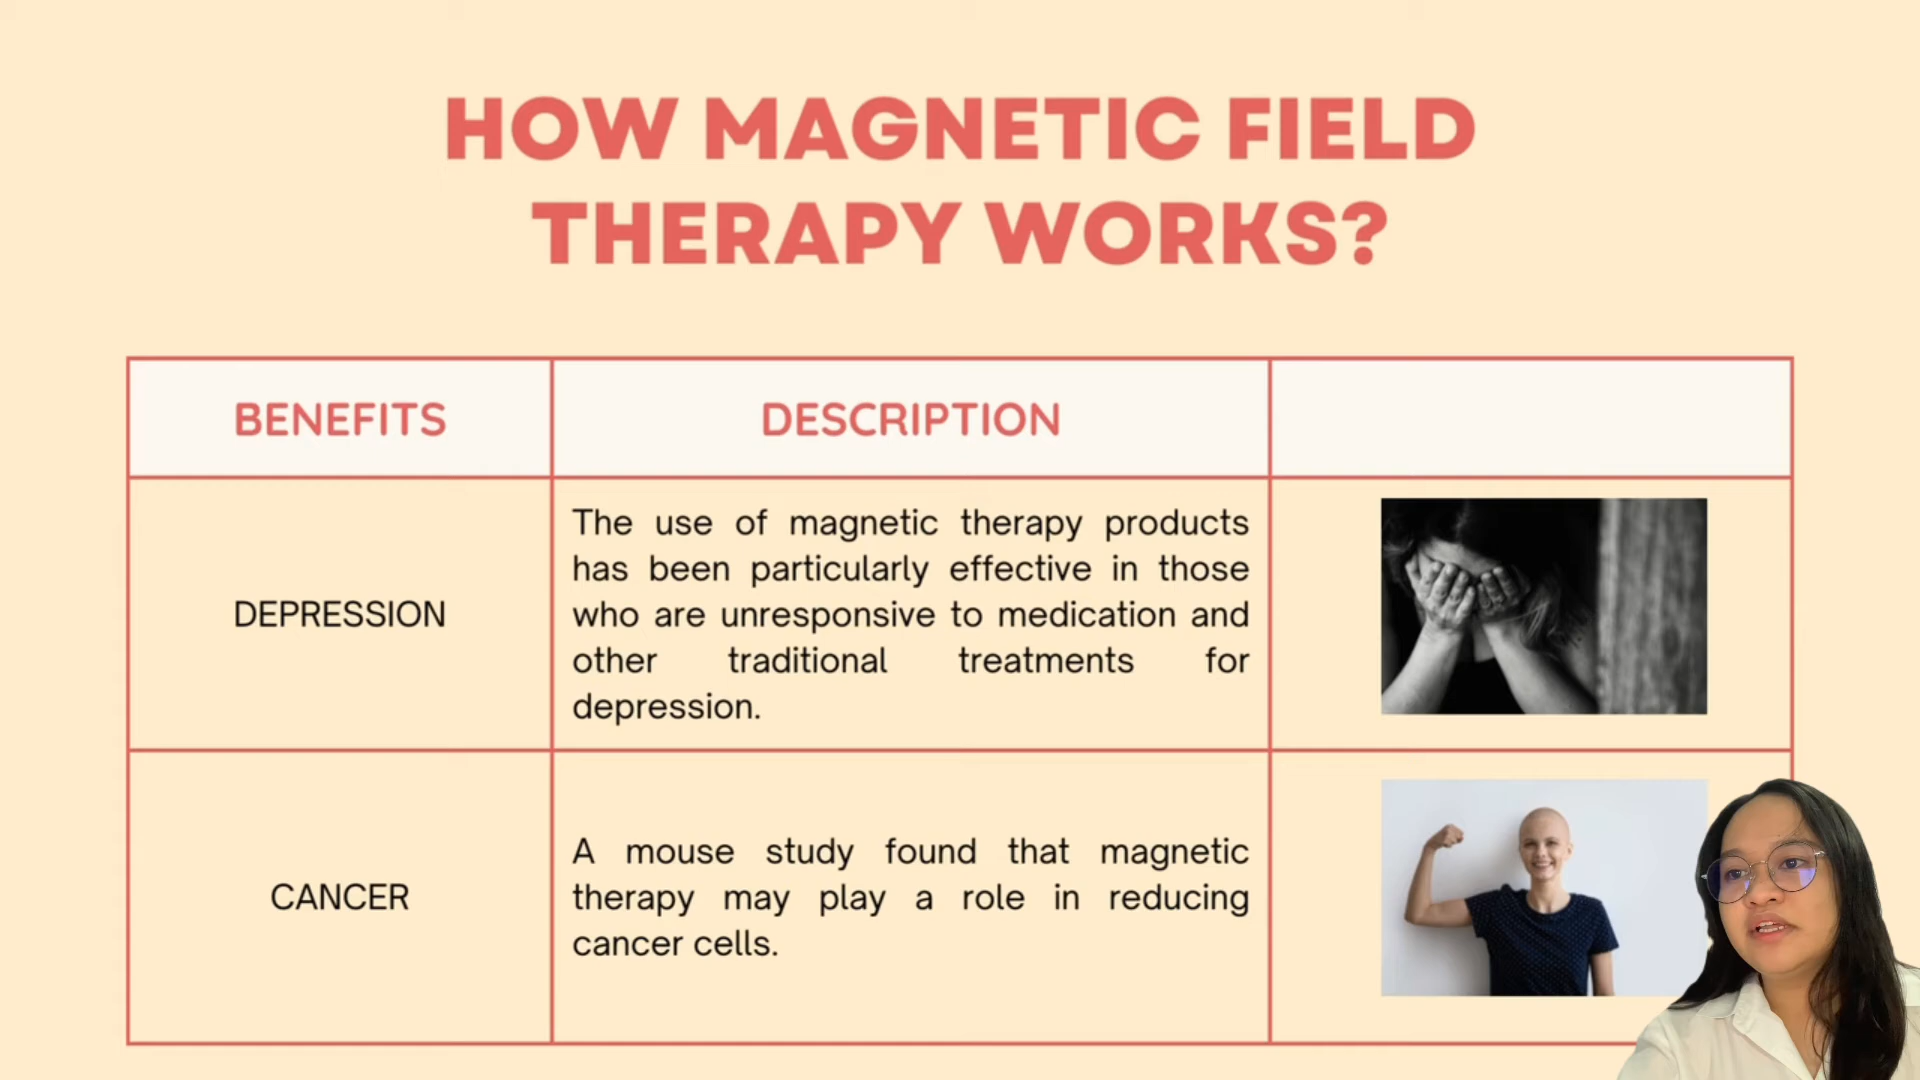 HOW MAGNETIC FIELD
THERAPY WORKS?
BENEFITS
DESCRIPTION
DEPRESSION
The use of magnetic therapy products
has been particularly effective in those
who are unresponsive to medication and
other traditional treatments for
depression.
CANCER
A mouse study found that magnetic
therapy may play a role in reducing
cancer cells.